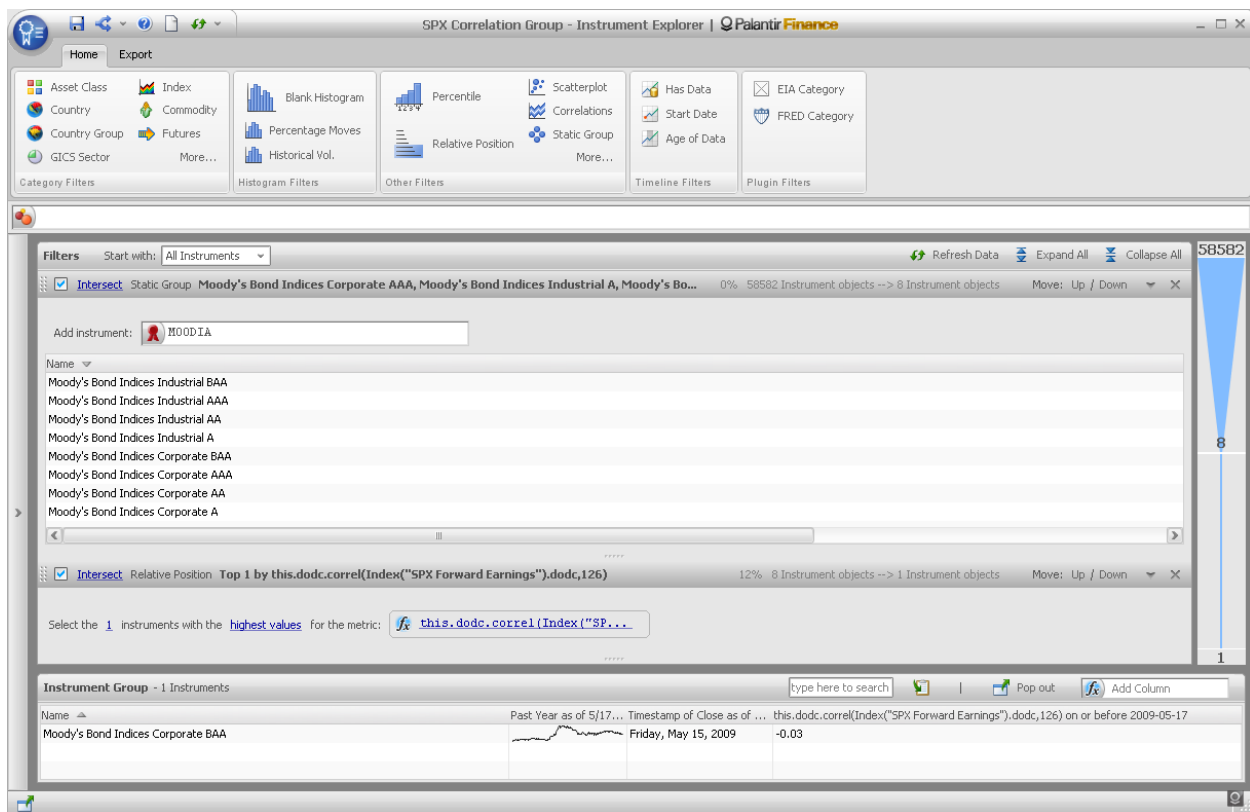 SPX Correlation Group - Instrument Explorer | Palantir Finance
Home Export
Asset Class Index
Country Commodity
Country Group Futures
GICS Sector More...
Category Filters
Blank Histogram
Percentage Moves
Historical Vol.
Histogram Filters
Percentile Scatterplot
Correlations
Relative Position Static Group
More...
Other Filters
Has Data
Start Date
Age of Data
Timeline Filters
EIA Category
FRED Category
Plugin Filters
Filters Start with: All Instruments Refresh Data Expand All Collapse All 58582
Intersect Static Group Moody's Bond Indices Corporate AAA, Moody's Bond Indices Industrial A, Moody's Bo... 0% 58582 Instrument objects --> 8 Instrument objects Move: Up / Down
Add instrument: MOODIA
Name
Moody's Bond Indices Industrial BAA
Moody's Bond Indices Industrial AAA
Moody's Bond Indices Industrial AA
Moody's Bond Indices Industrial A
Moody's Bond Indices Corporate BAA
Moody's Bond Indices Corporate AAA
Moody's Bond Indices Corporate AA
Moody's Bond Indices Corporate A
8
Intersect Relative Position Top 1 by this.dodc.correl(Index("SPX Forward Earnings").dodc,126) 12% 8 Instrument objects --> 1 Instrument objects Move: Up / Down
Select the 1 instruments with the highest values for the metric: fx this.dodc.correl(Index("SP...
1
Instrument Group - 1 Instruments type here to search | Pop out fx Add Column
Name Past Year as of 5/17... Timestamp of Close as of ... this.dodc.correl(Index("SPX Forward Earnings").dodc,126) on or before 2009-05-17
Moody's Bond Indices Corporate BAA Friday, May 15, 2009 -0.03